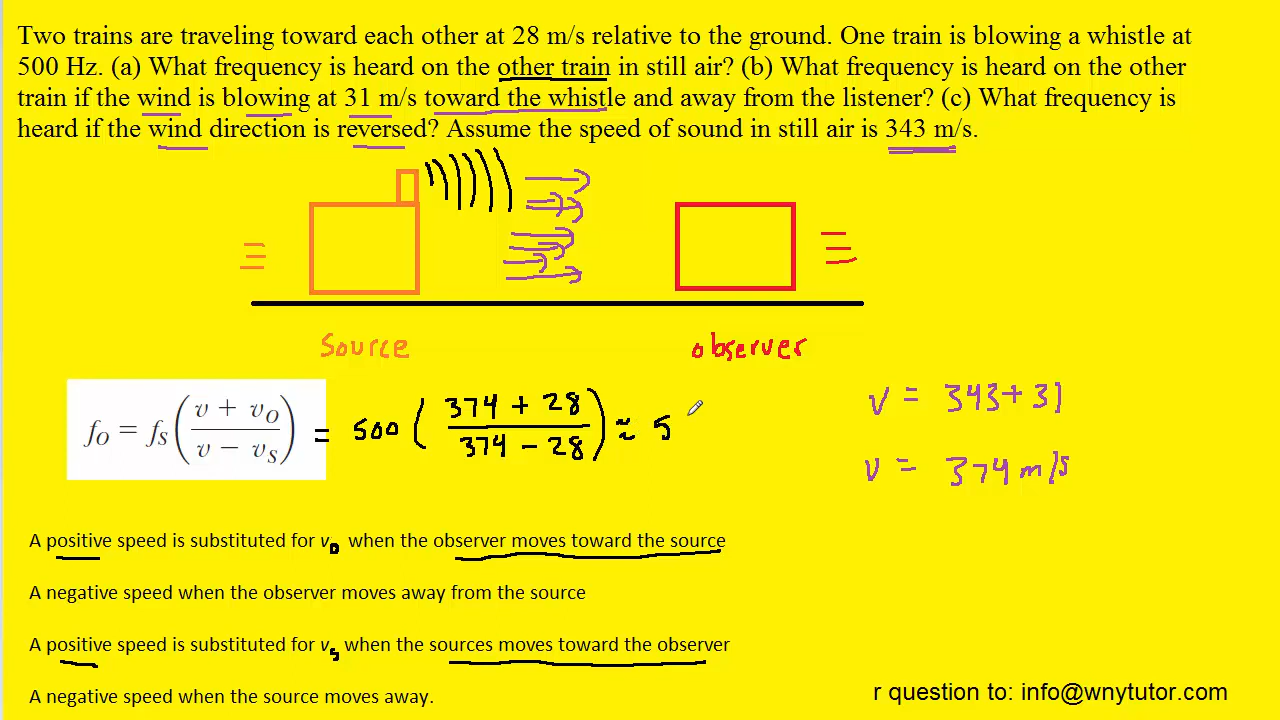 Two trains are traveling toward each other at 28 m/s relative to the ground. One train is blowing a whistle at
500 Hz. (a) What frequency is heard on the other train in still air? (b) What frequency is heard on the other
train if the wind is blowing at 31 m/s toward the whistle and away from the listener? (c) What frequency is
heard if the wind direction is reversed? Assume the speed of sound in still air is 343 m/s.
Source
observer
fo = fs(v + vo / v - vs) = 500 (374 + 28 / 374 - 28) ≈ 5
v = 343+31
v = 374 m/s
A positive speed is substituted for vo when the observer moves toward the source
A negative speed when the observer moves away from the source
A positive speed is substituted for vs when the sources moves toward the observer
A negative speed when the source moves away.
r question to: info@wnytutor.com